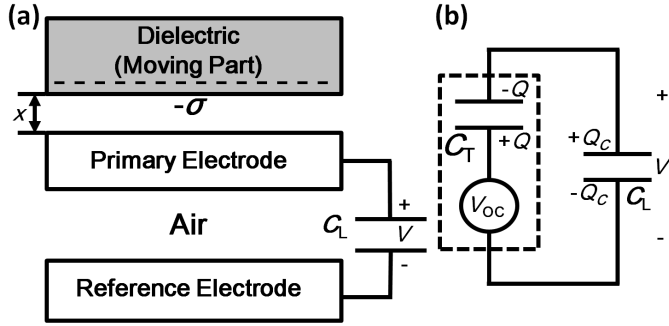 (a)
Dielectric
(Moving Part)
-σ
x
Primary Electrode
Air
C_L
+
V
-
Reference Electrode
(b)
-Q
+Q
C_T
V_OC
+Q_C
-Q_C
C_L
+
V
-